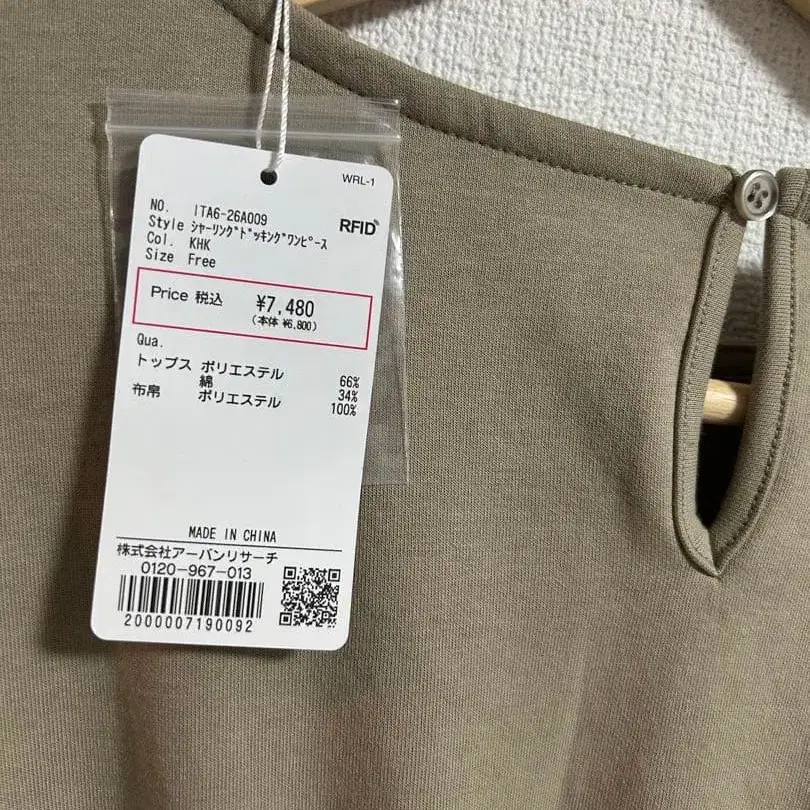 WRL-1
NO. ITA6-26A009
RFID
Style ｼｬｰﾘﾝｸﾞﾄﾞｯｷﾝｸﾞﾜﾝﾋﾟｰｽ
Col. KHK
Size Free
Price 税込 ¥7,480
(本体 ¥6,800)
Qua.
トップス ポリエステル 66%
綿 34%
布帛 ポリエステル 100%
MADE IN CHINA
株式会社アーバンリサーチ
0120-967-013
2000007190092